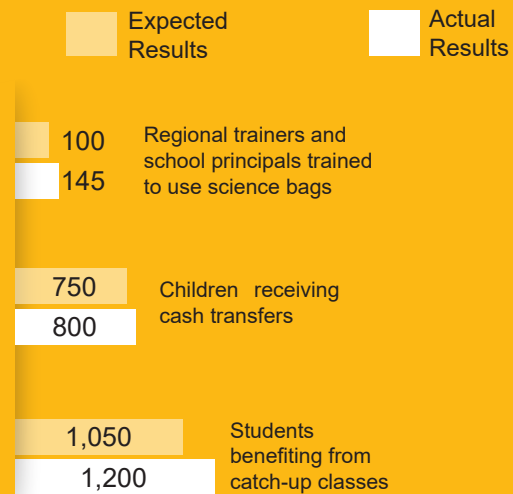 Expected
Results
Actual
Results
100
145
Regional trainers and
school principals trained
to use science bags
750
800
Children receiving
cash transfers
1,050
1,200
Students
benefiting from
catch-up classes